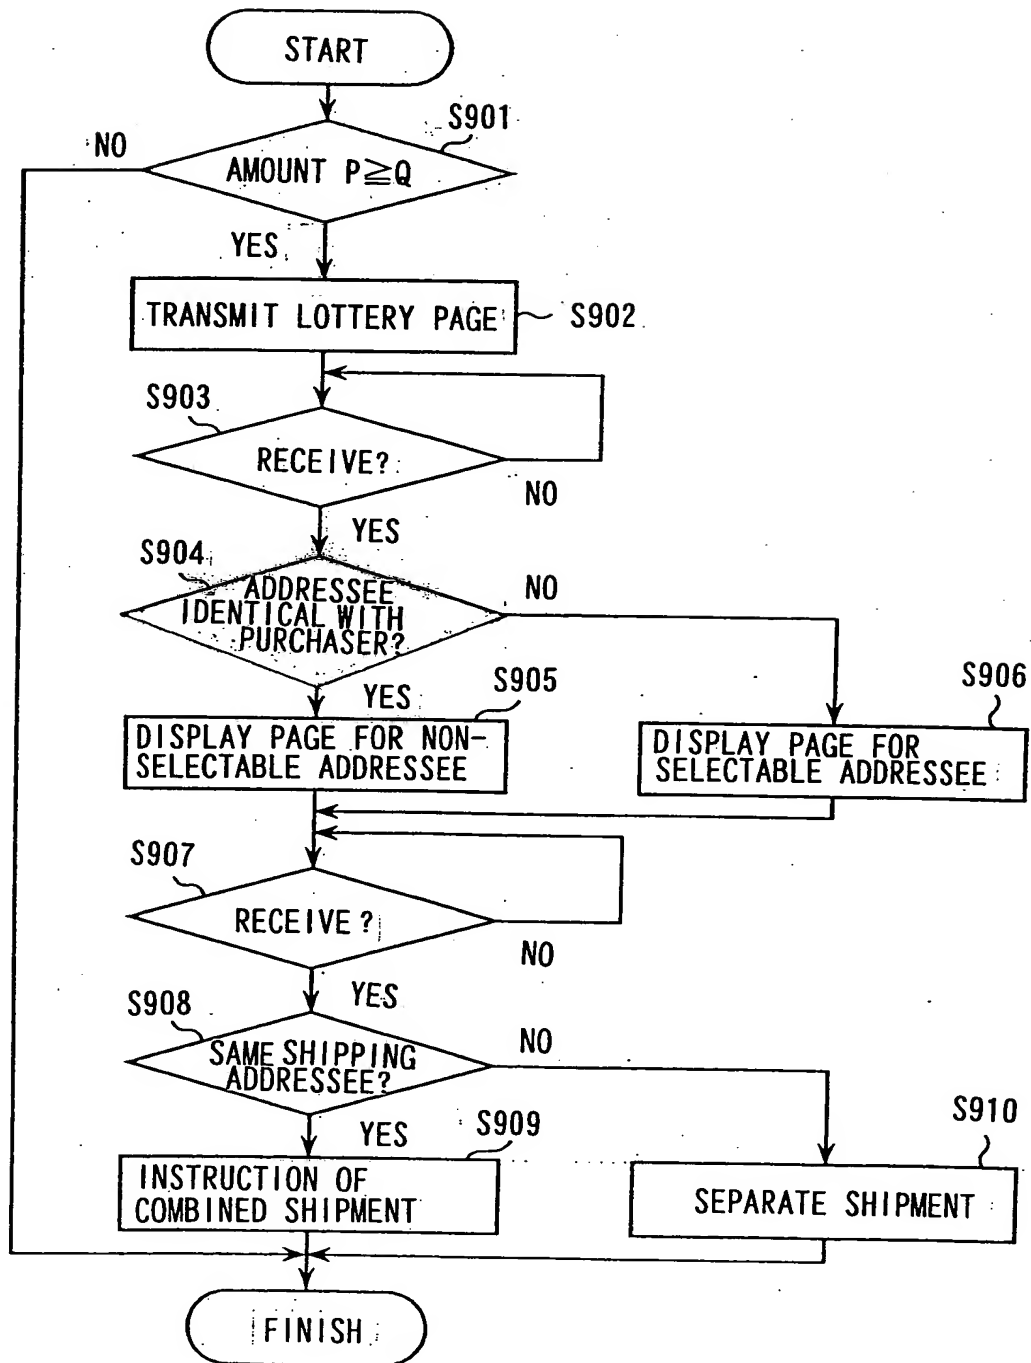 START
S901
NO
AMOUNT P≧Q
YES
TRANSMIT LOTTERY PAGE
S902
S903
RECEIVE?
NO
YES
S904
ADDRESSEE
IDENTICAL WITH
PURCHASER?
NO
YES
S905
S906
DISPLAY PAGE FOR NON-
SELECTABLE ADDRESSEE
DISPLAY PAGE FOR
SELECTABLE ADDRESSEE
S907
RECEIVE?
NO
YES
S908
SAME SHIPPING
ADDRESSEE?
NO
YES
S909
S910
INSTRUCTION OF
COMBINED SHIPMENT
SEPARATE SHIPMENT
FINISH